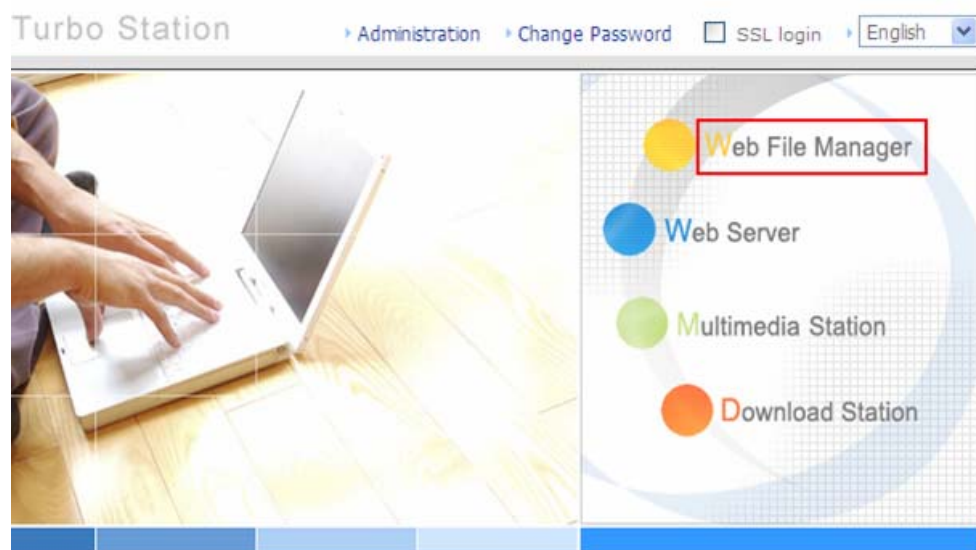 Turbo Station
Administration Change Password SSL login English
Web File Manager
Web Server
Multimedia Station
Download Station